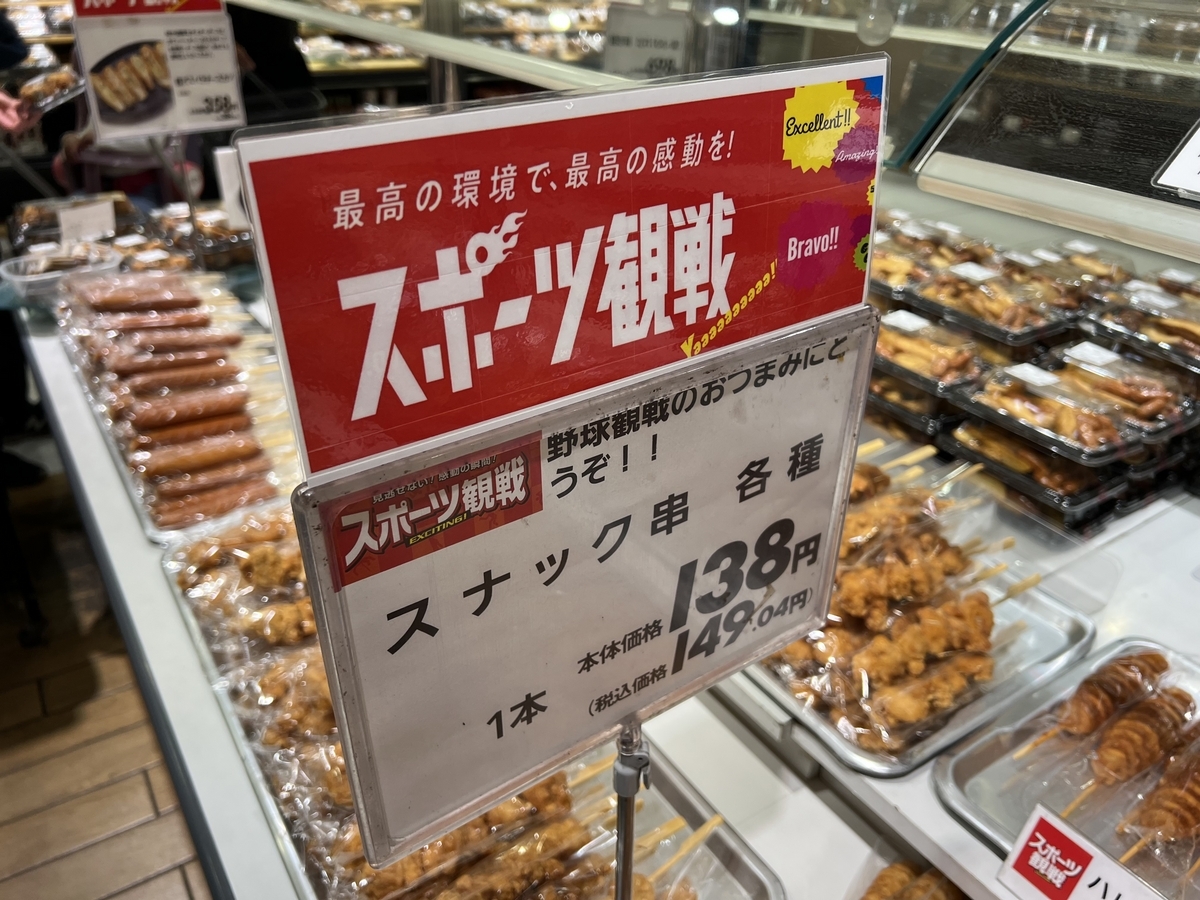 最高の環境で、最高の感動を!
スポーツ観戦
Excellent!!
Amazing
Bravo!!
Yaaaaaaaaaa!!
見逃せない!感動の瞬間!
スポーツ観戦
EXCITING!
野球観戦のおつまみにど
うぞ!!
スナック串 各種
1本
本体価格 138円
(税込価格 149.04円)
358
スポーツ
観戦
ハ